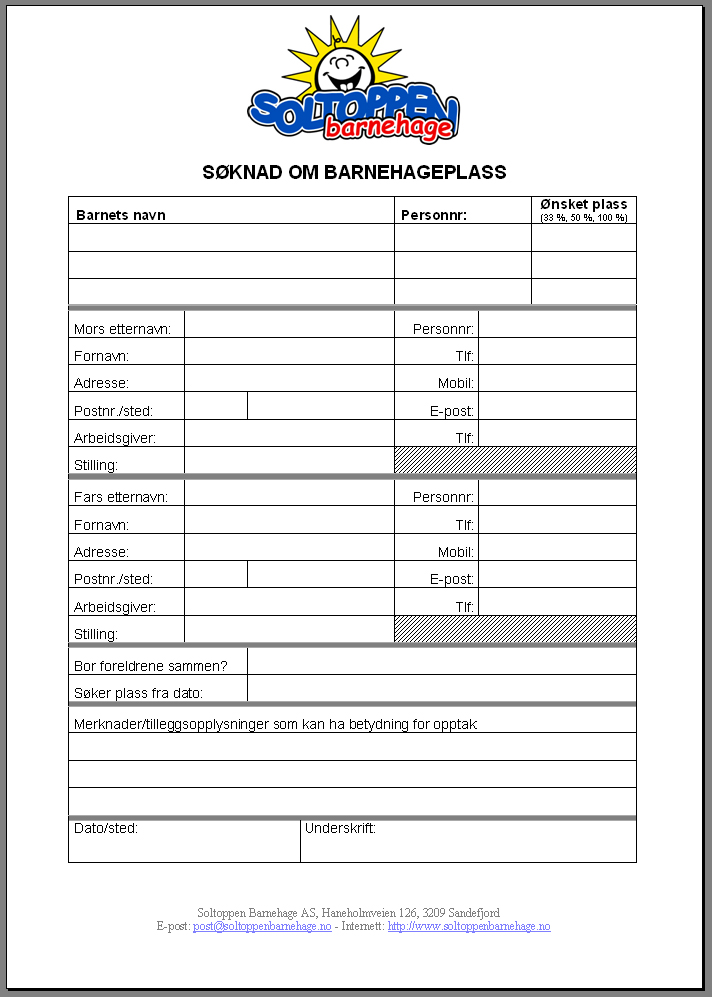 SOLTOPPEN
barnehage
SØKNAD OM BARNEHAGEPLASS
Barnets navn Personnr: Ønsket plass
(33 %, 50 %, 100 %)
Mors etternavn: Personnr:
Fornavn: Tlf:
Adresse: Mobil:
Postnr./sted: E-post:
Arbeidsgiver: Tlf:
Stilling:
Fars etternavn: Personnr:
Fornavn: Tlf:
Adresse: Mobil:
Postnr./sted: E-post:
Arbeidsgiver: Tlf:
Stilling:
Bor foreldrene sammen?
Søker plass fra dato:
Merknader/tilleggsopplysninger som kan ha betydning for opptak:
Dato/sted: Underskrift:
Soltoppen Barnehage AS, Haneholmveien 126, 3209 Sandefjord
E-post: post@soltoppenbarnehage.no - Internett: http://www.soltoppenbarnehage.no